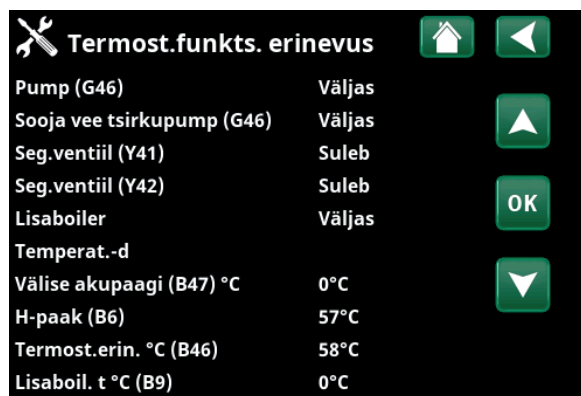 Termost.funkts. erinevus
Pump (G46) Väljas
Sooja vee tsirkupump (G46) Väljas
Seg.ventiil (Y41) Suleb
Seg.ventiil (Y42) Suleb
OK
Lisaboiler Väljas
Temperat.-d
Välise akupaagi (B47) °C 0°C
H-paak (B6) 57°C
Termost.erin. °C (B46) 58°C
Lisaboil. t °C (B9) 0°C